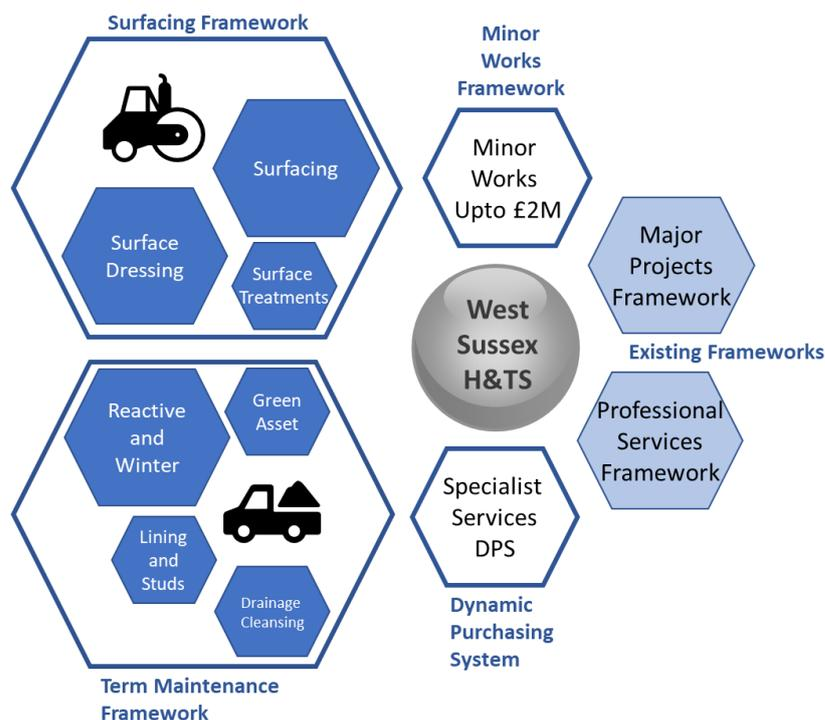 Surfacing Framework
Surfacing
Surface
Dressing
Surface
Treatments
Minor
Works
Framework
Minor
Works
Upto £2M
Major
Projects
Framework
West
Sussex
H&TS
Existing Frameworks
Professional
Services
Framework
Reactive
and
Winter
Green
Asset
Lining
and
Studs
Drainage
Cleansing
Term Maintenance
Framework
Specialist
Services
DPS
Dynamic
Purchasing
System